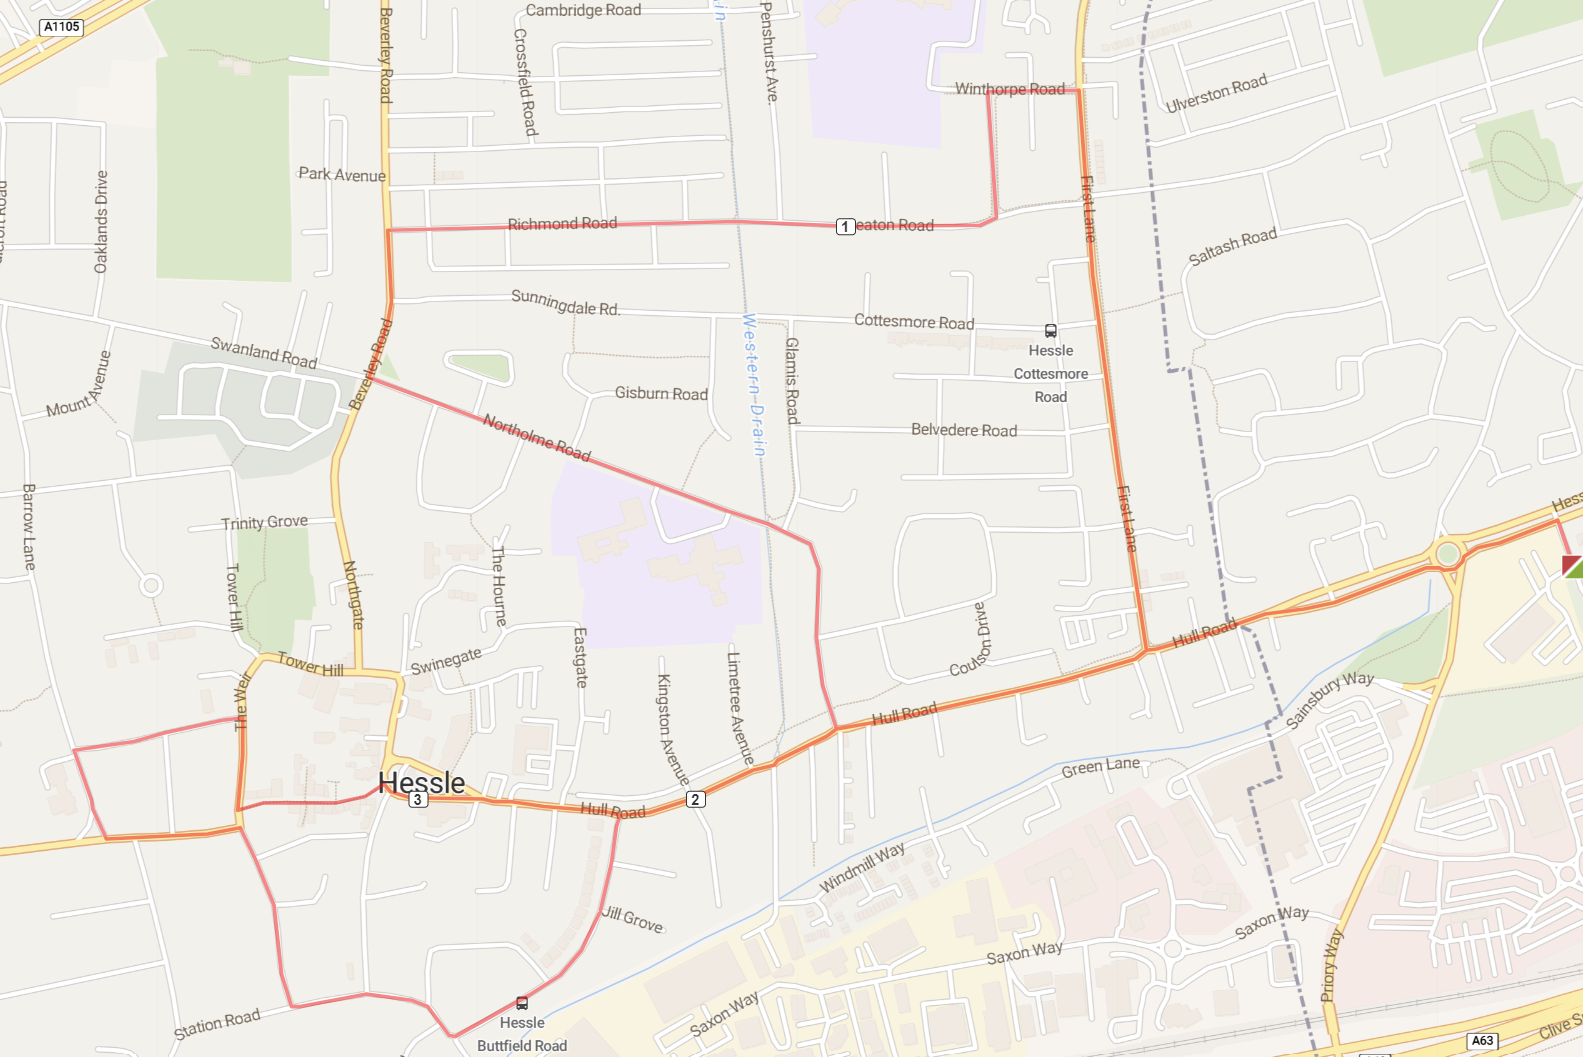 A1105
Cambridge Road
Beverley Road
Crossfield Road
Penshurst Ave.
Winthorpe Road
Ulverston Road
Park Avenue
Oaklands Drive
First Lane
Richmond Road
1
eaton Road
Saltash Road
Sunningdale Rd.
Cottesmore Road
Western Drain
Glamis Road
Hessle
Cottesmore
Road
Swanland Road
Beverley Road
Mount Avenue
Gisburn Road
Northolme Road
Belvedere Road
Barrow Lane
Trinity Grove
First Lane
Tower Hill
Northgate
The Hourne
Eastgate
Coulson Drive
Hull Road
Tower Hill
Swinegate
The Weir
Kingston Avenue
Limetree Avenue
Hull Road
Sainsbury Way
Green Lane
Hessle
3
2
Hull Road
Windmill Way
Jill Grove
Saxon Way
Saxon Way
Priory Way
Station Road
Saxon Way
Hessle
Buttfield Road
A63